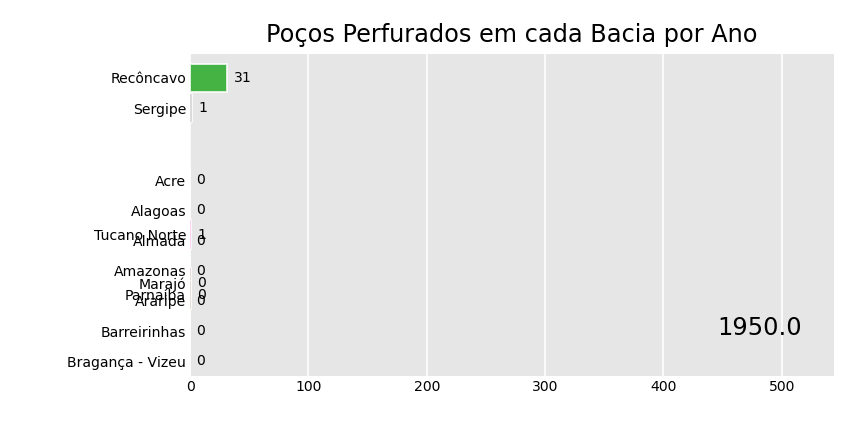 Poços Perfurados em cada Bacia por Ano
Recôncavo 31
Sergipe 1
Acre 0
Alagoas 0
Tucano Norte 1
Almada 0
Amazonas 0
Marajó 0
Parnaíba 0
Araripe 0
1950.0
Barreirinhas 0
Bragança - Vizeu 0
0 100 200 300 400 500